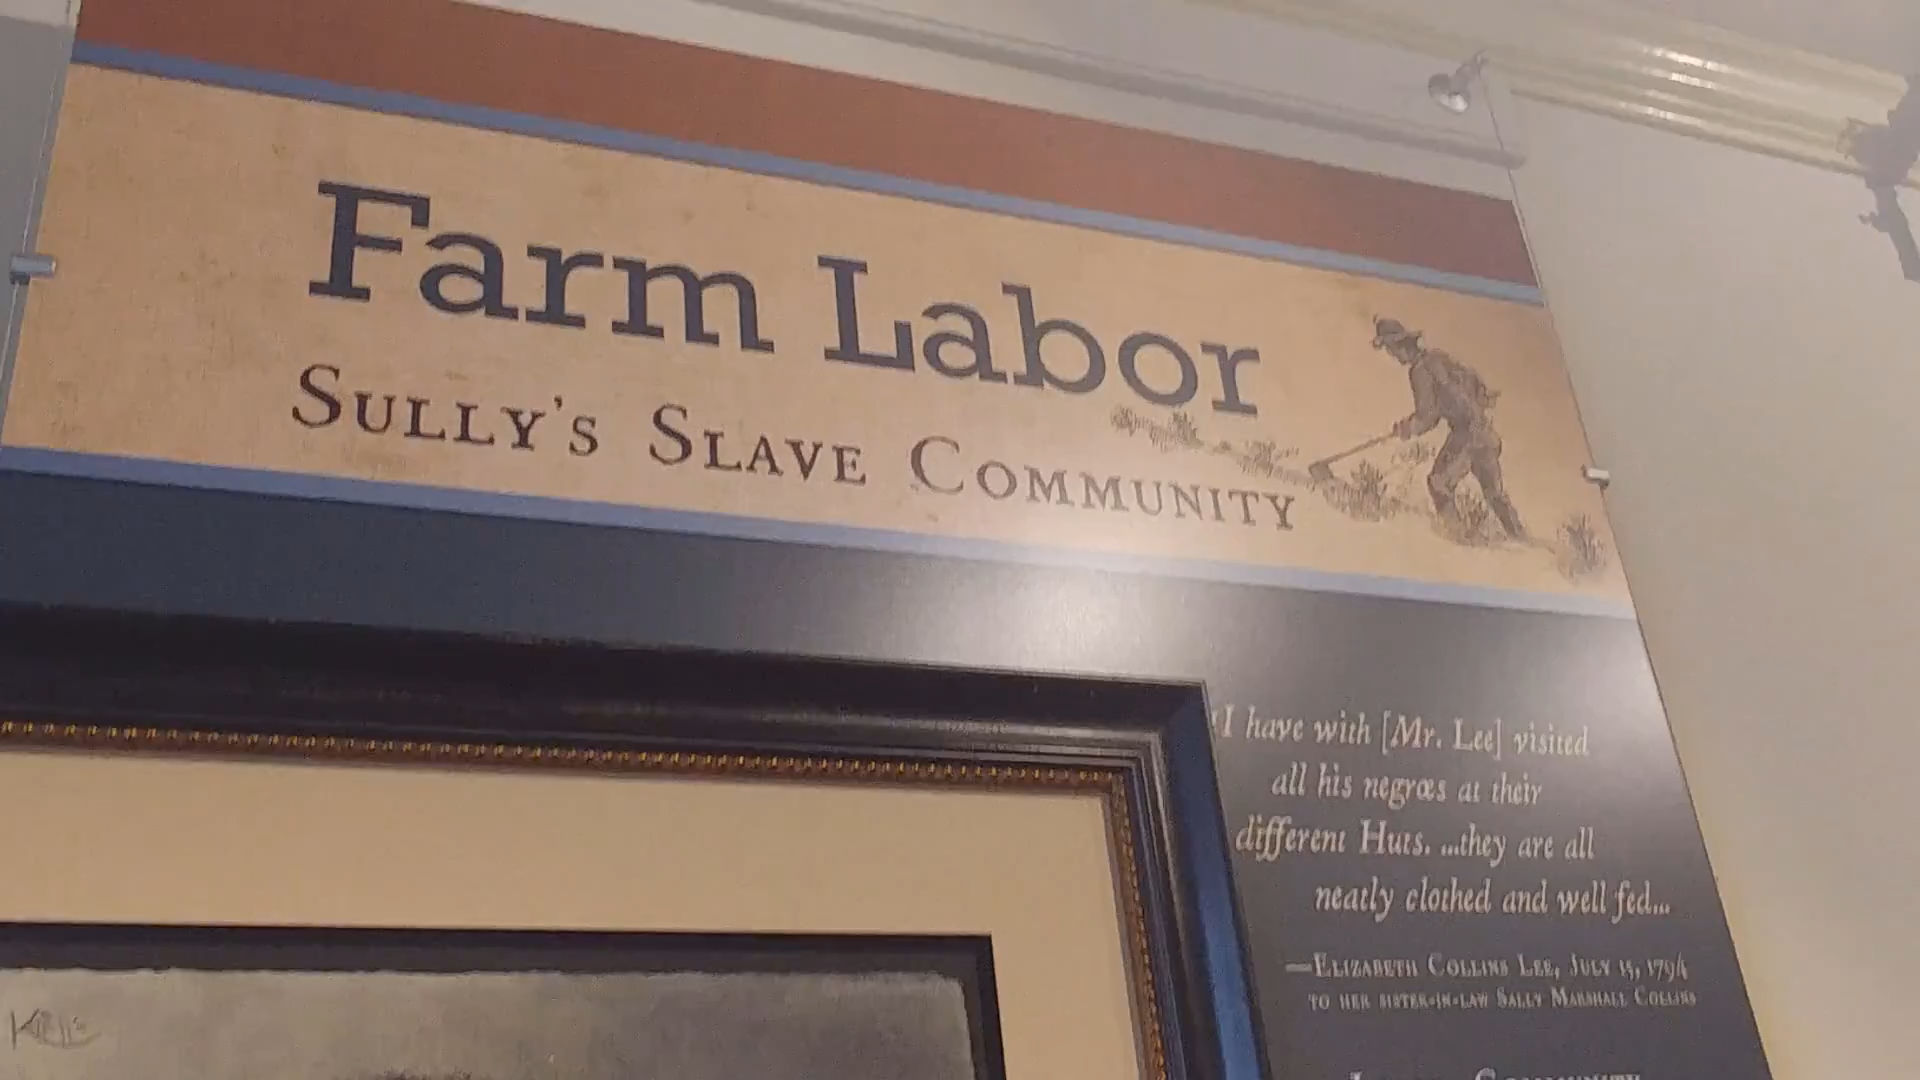 Farm Labor
SULLY'S SLAVE COMMUNITY
I have with [Mr. Lee] visited
all his negroes at their
different Huts. ...they are all
neatly clothed and well fed...
—ELIZABETH COLLINS LEE, JULY 15, 1794
TO HER SISTER-IN-LAW SALLY MARSHALL COLLINS
COMMUNITY